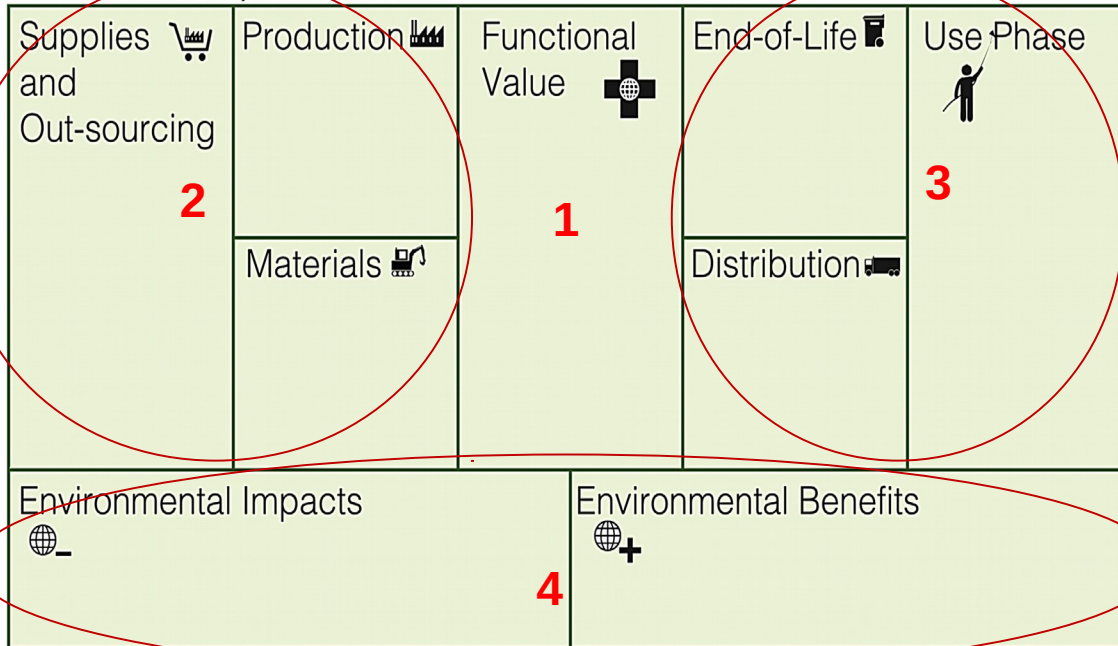 Supplies
and
Out-sourcing
2
Production
Materials
Functional
Value
1
End-of-Life
Distribution
Use Phase
3
Environmental Impacts
Environmental Benefits
4